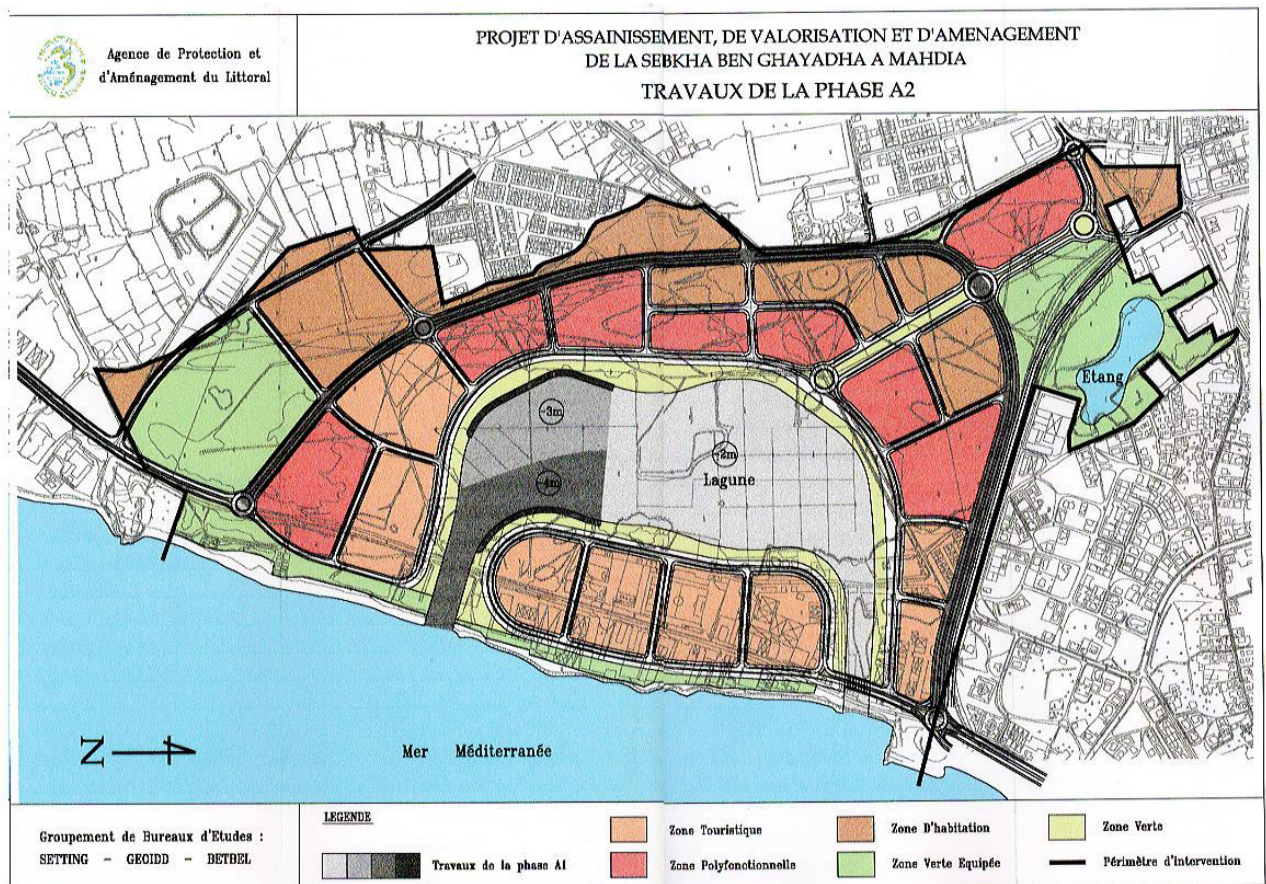 Agence de Protection et
d'Aménagement du Littoral
PROJET D'ASSAINISSEMENT, DE VALORISATION ET D'AMENAGEMENT
DE LA SEBKHA BEN GHAYADHA A MAHDIA
TRAVAUX DE LA PHASE A2
Etang
-3m
-2m
Lagune
-4m
N
Mer Méditerranée
Groupement de Bureaux d'Etudes :
SETTING - GEOIDD - BETBEL
LEGENDE
Travaux de la phase A1
Zone Touristique
Zone Polyfonctionnelle
Zone D'habitation
Zone Verte Equipée
Zone Verte
Périmètre d'intervention